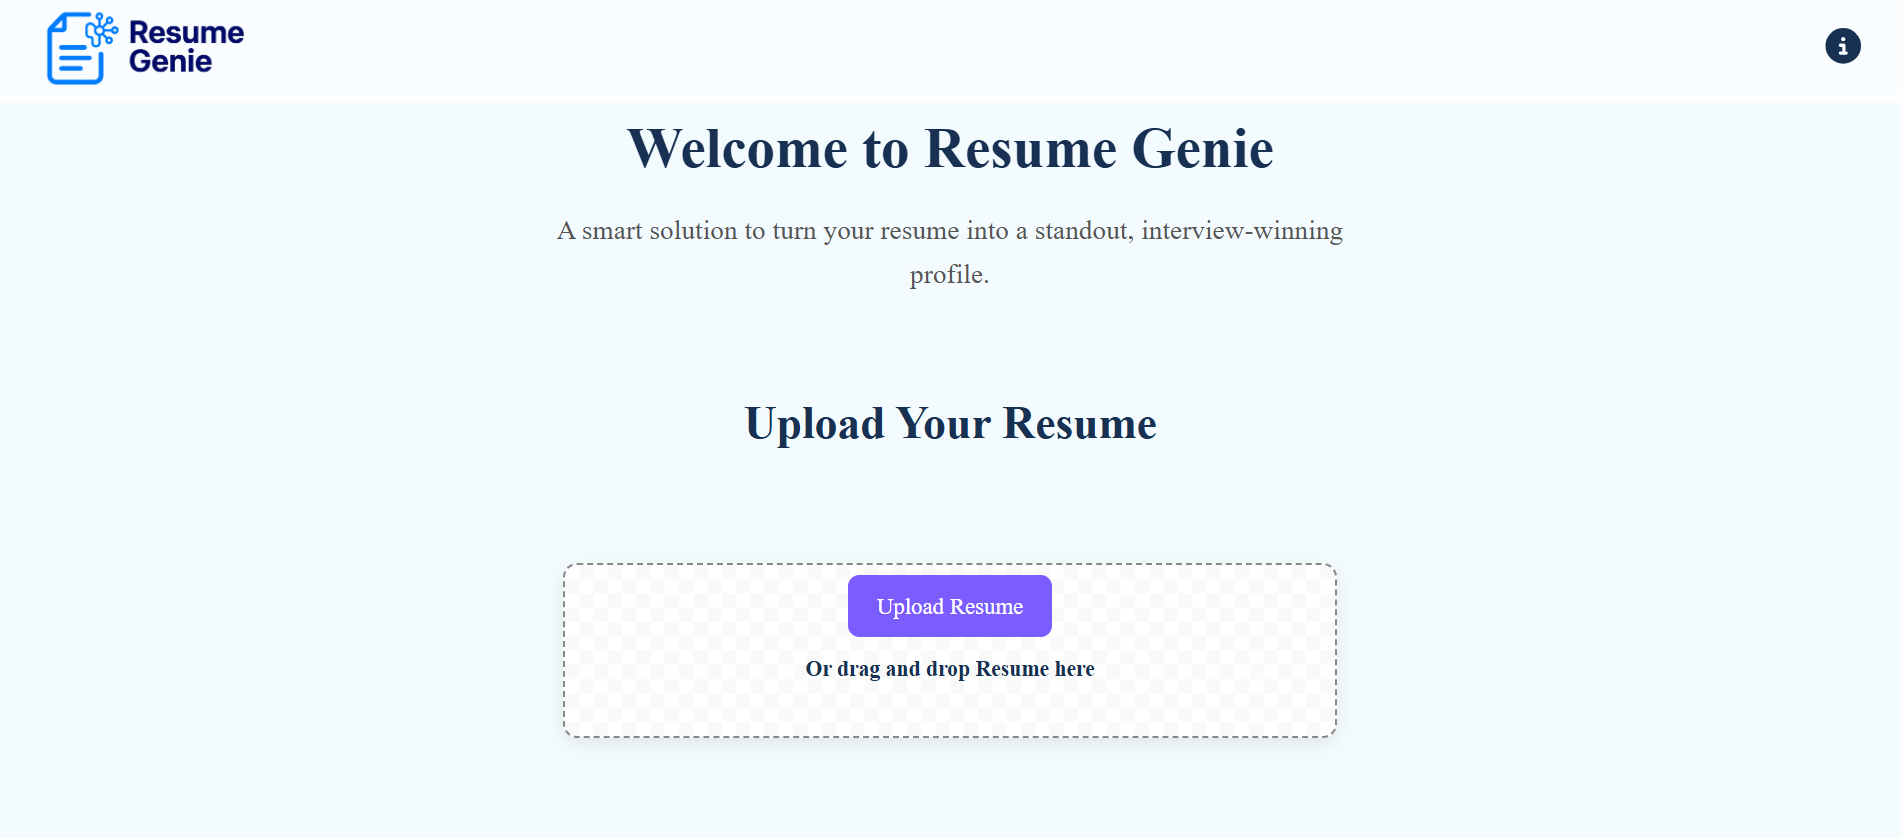 Resume
Genie
Welcome to Resume Genie
A smart solution to turn your resume into a standout, interview-winning
profile.
Upload Your Resume
Upload Resume
Or drag and drop Resume here